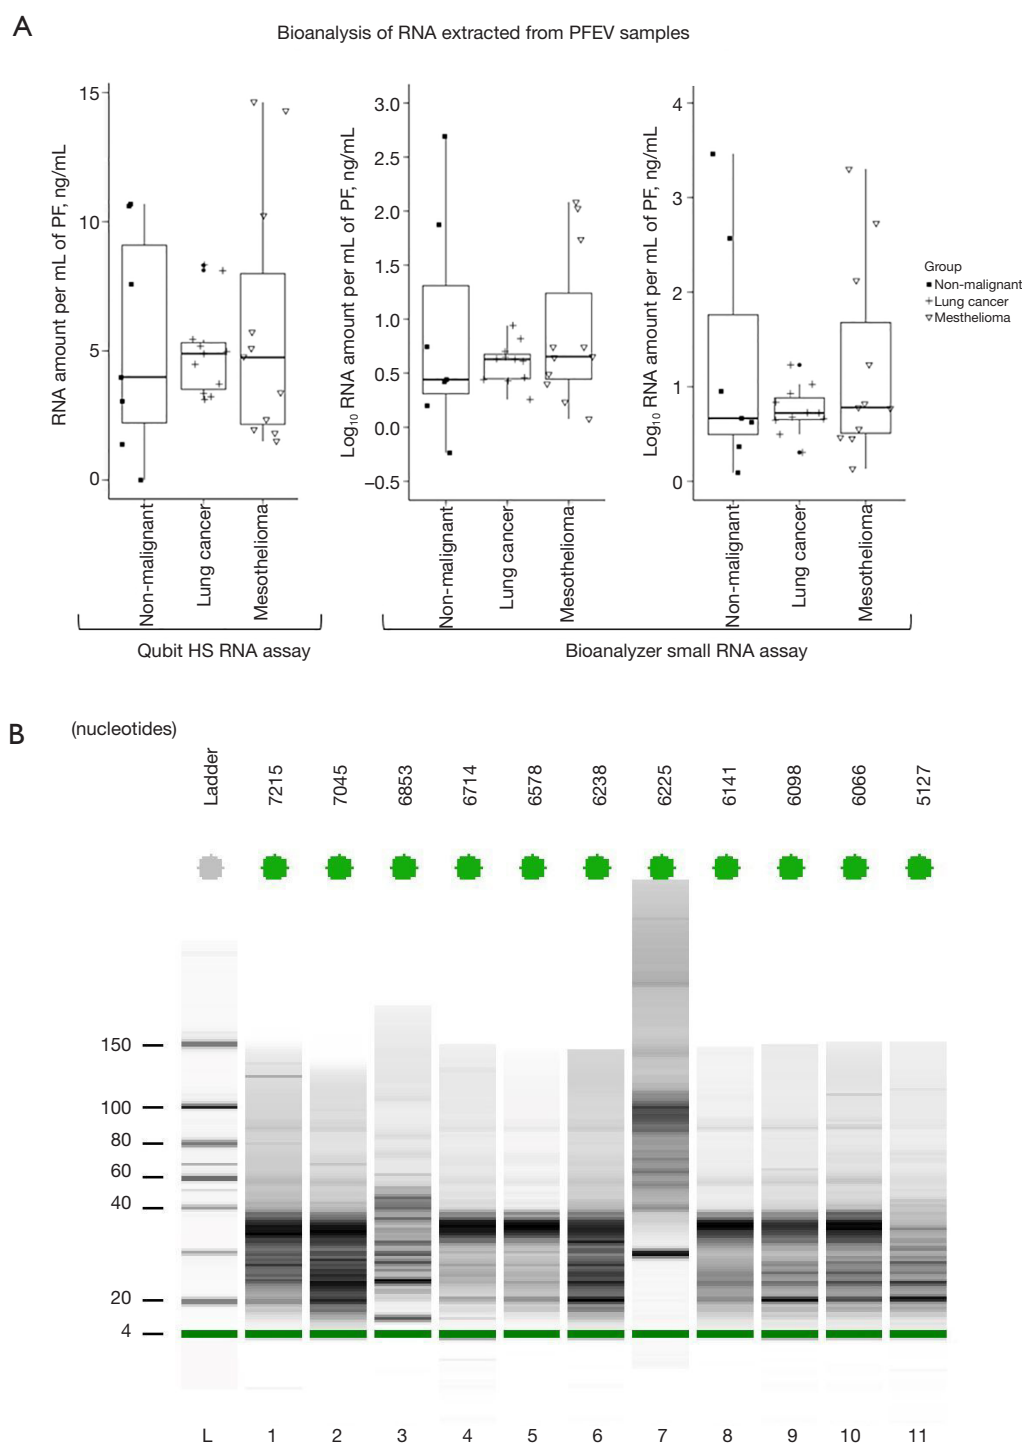 A
Bioanalysis of RNA extracted from PFEV samples
RNA amount per mL of PF, ng/mL
15
10
5
0
Non-malignant
Lung cancer
Mesothelioma
Qubit HS RNA assay
Log10 RNA amount per mL of PF, ng/mL
3.0
2.5
2.0
1.5
1.0
0.5
0.0
–0.5
Non-malignant
Lung cancer
Mesothelioma
Log10 RNA amount per mL of PF, ng/mL
4
3
2
1
0
Non-malignant
Lung cancer
Mesothelioma
Bioanalyzer small RNA assay
Group
Non-malignant
Lung cancer
Mesthelioma
B
(nucleotides)
Ladder 7215 7045 6853 6714 6578 6238 6225 6141 6098 6066 5127
150
100
80
60
40
20
4
L 1 2 3 4 5 6 7 8 9 10 11